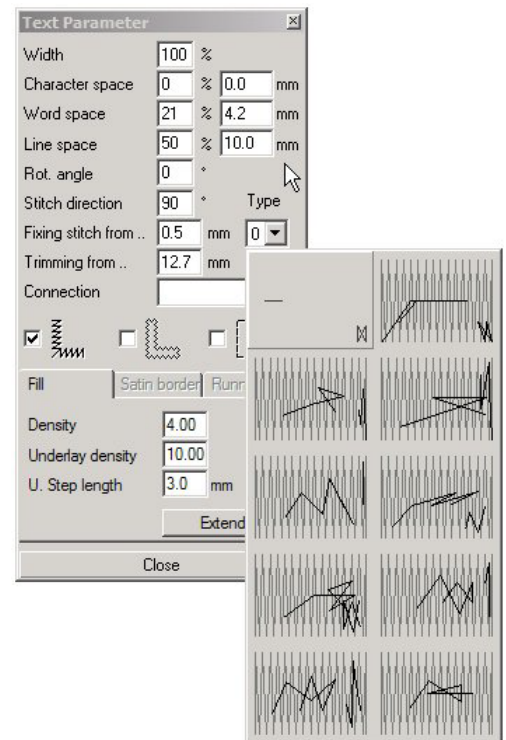 Text Parameter
Width 100 %
Character space 0 % 0.0 mm
Word space 21 % 4.2 mm
Line space 50 % 10.0 mm
Rot. angle 0 °
Stitch direction 90 ° Type
Fixing stitch from .. 0.5 mm 0
Trimming from .. 12.7 mm
Connection
Fill Satin border Runn
Density 4.00
Underlay density 10.00
U. Step length 3.0 mm
Extend
Close